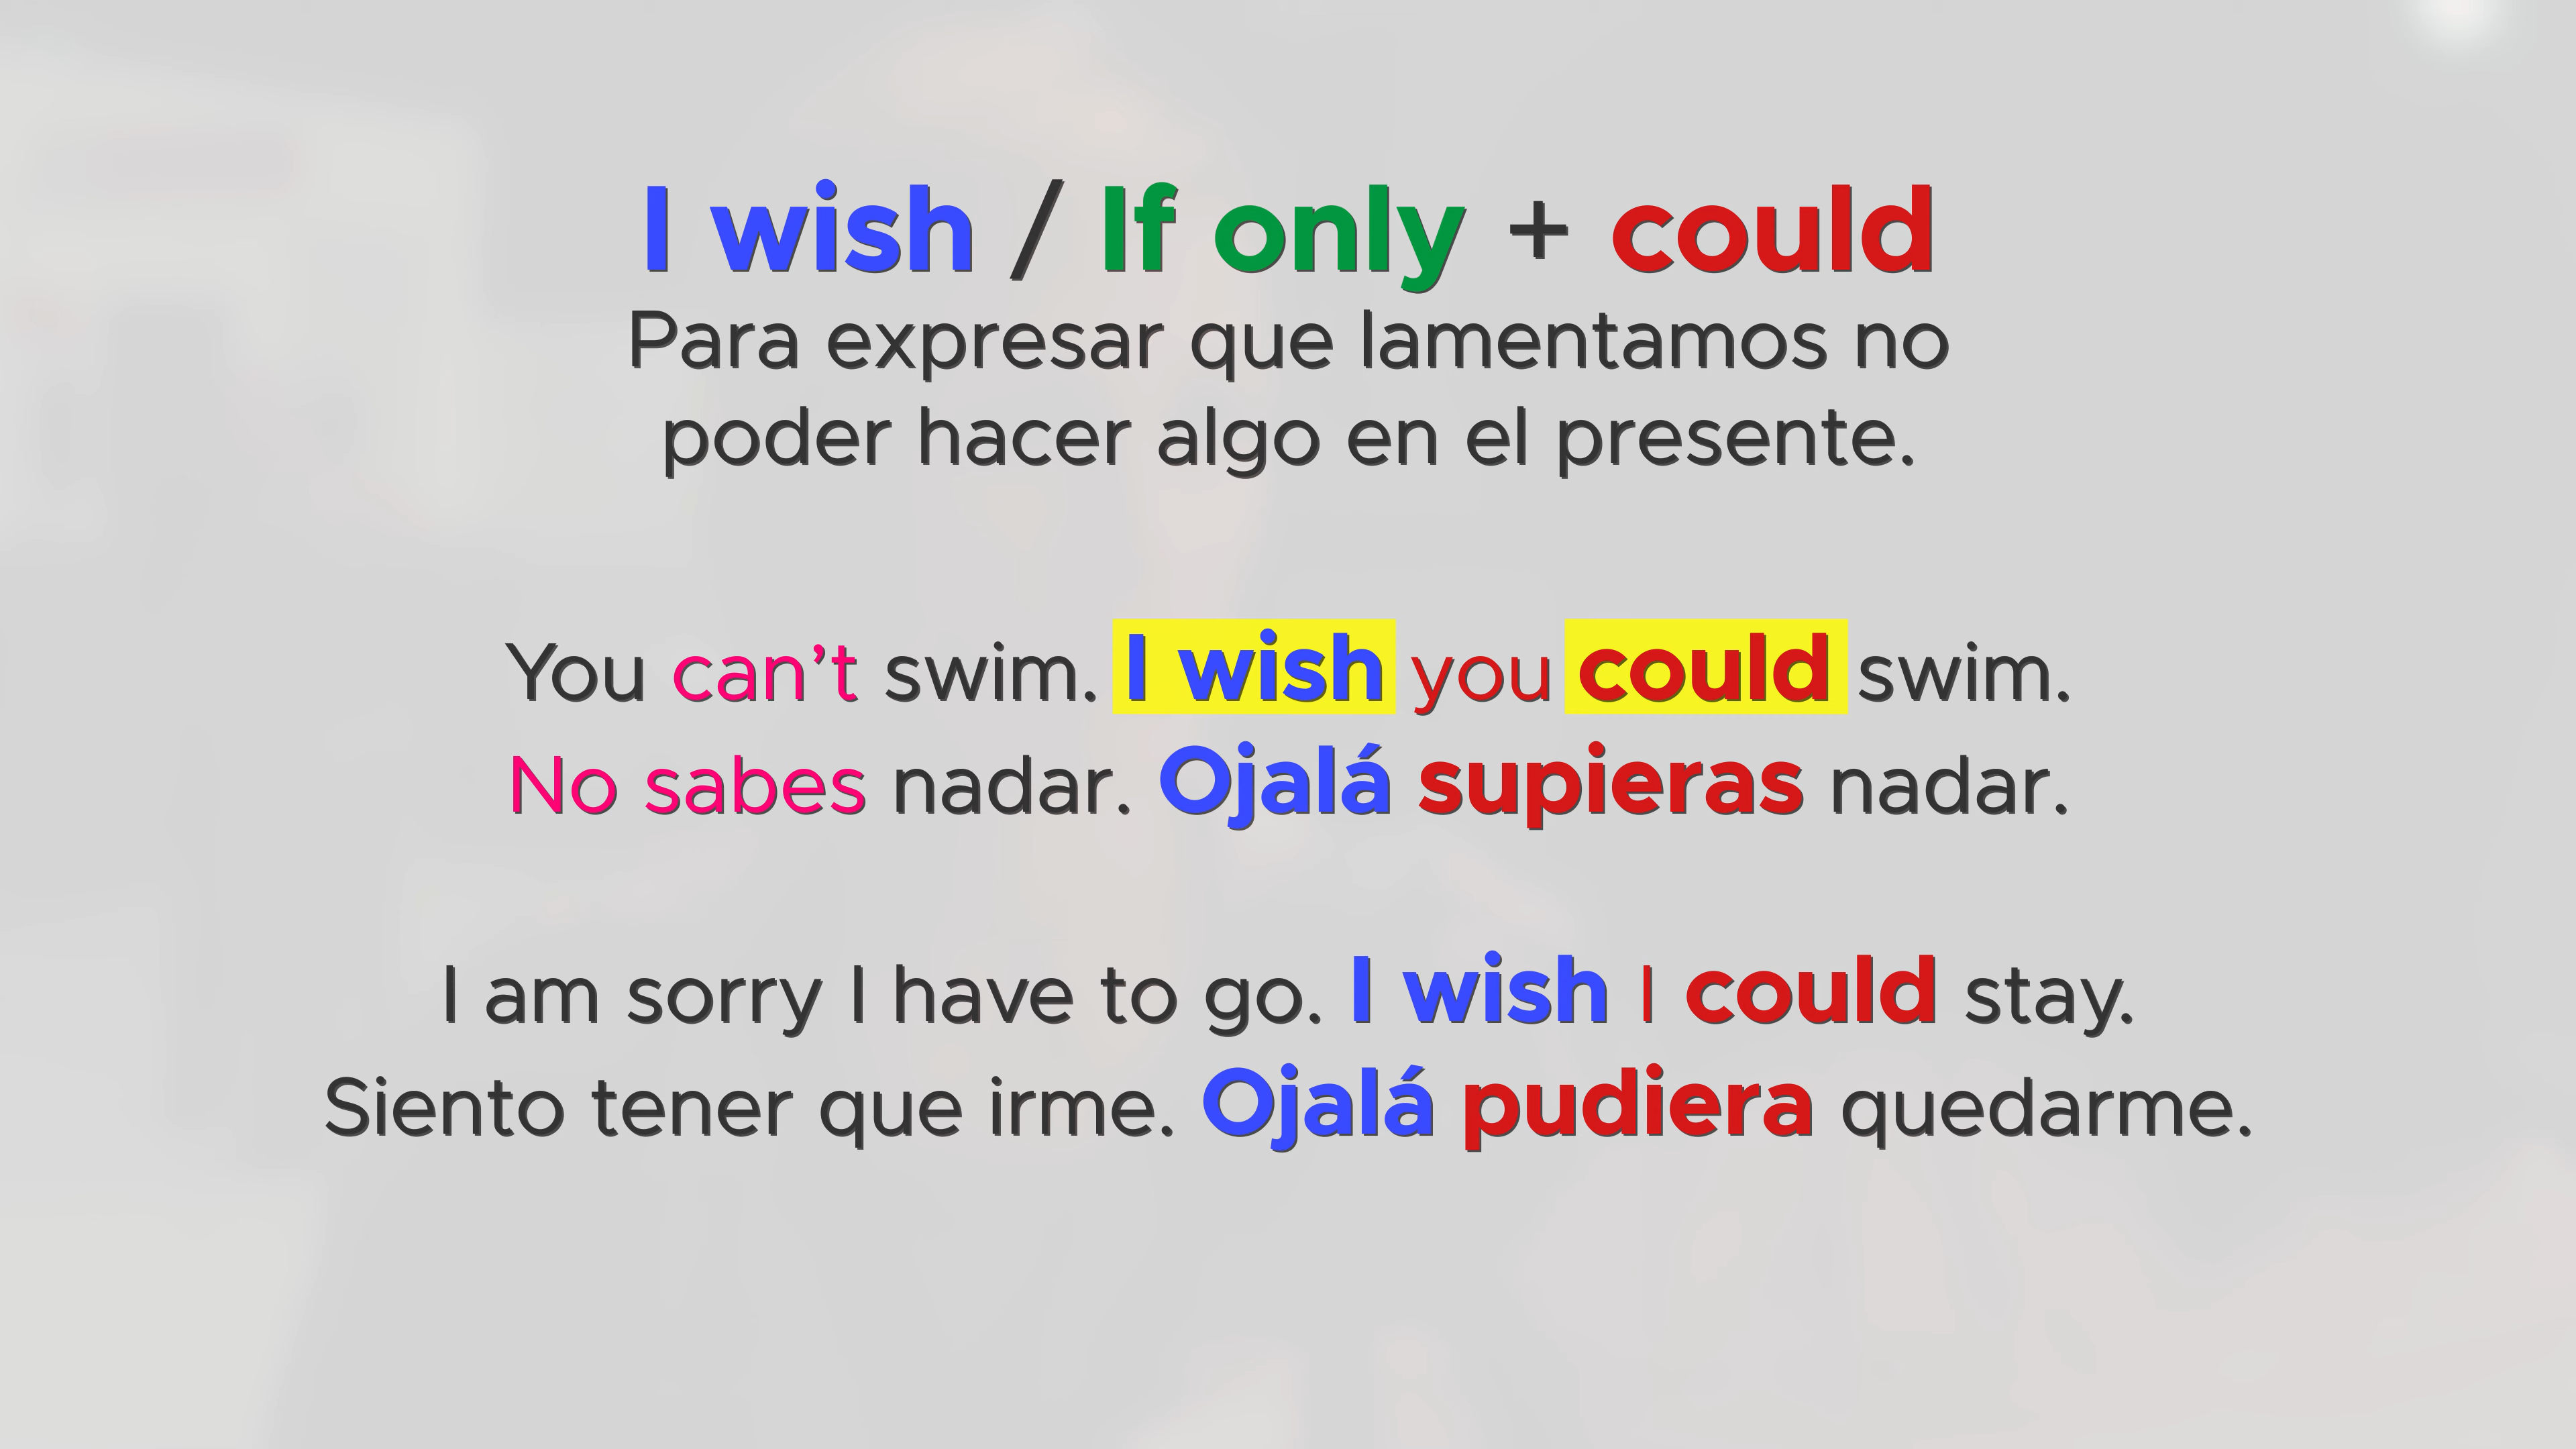 I wish / If only + could
Para expresar que lamentamos no
poder hacer algo en el presente.
You can’t swim. I wish you could swim.
No sabes nadar. Ojalá supieras nadar.
I am sorry I have to go. I wish I could stay.
Siento tener que irme. Ojalá pudiera quedarme.